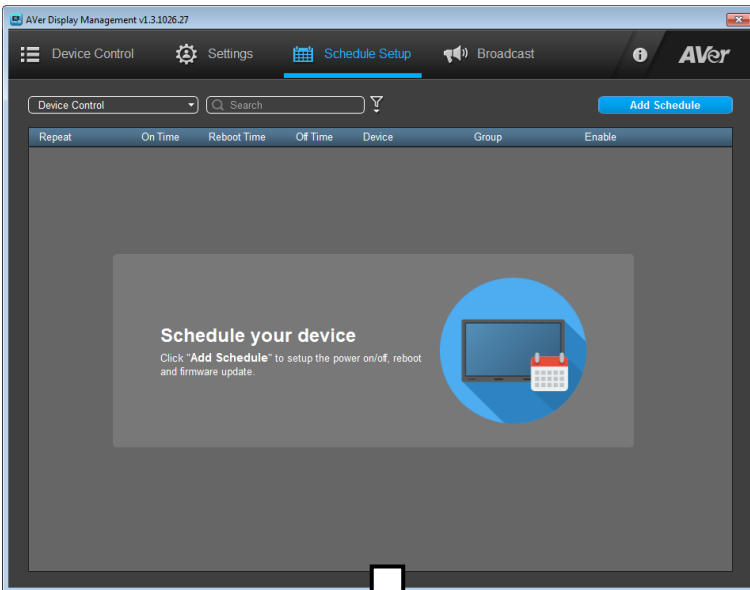 AVer Display Management v1.3.1026.27
Device Control Settings Schedule Setup Broadcast AVer
Device Control Search Add Schedule
Repeat On Time Reboot Time Off Time Device Group Enable
Schedule your device
Click "Add Schedule" to setup the power on/off, reboot
and firmware update.